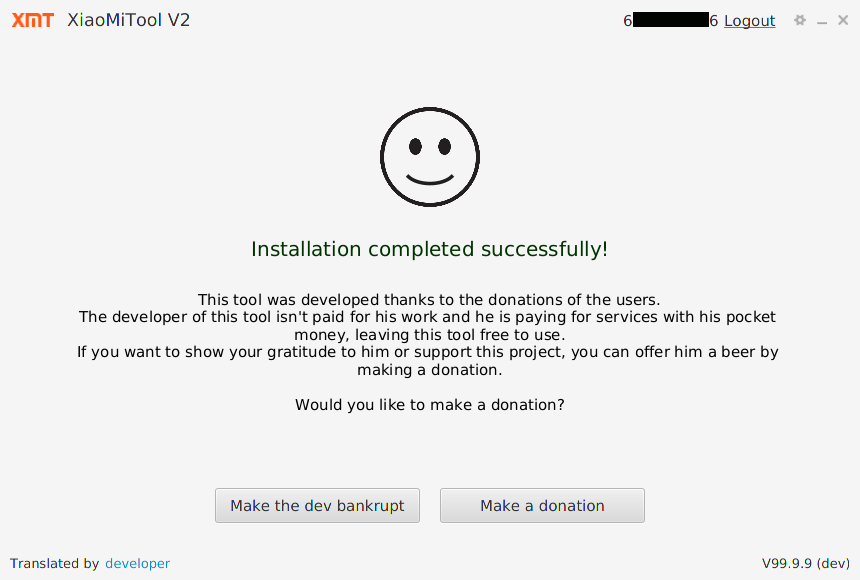 XMT XiaoMiTool V2
6 6 Logout
Installation completed successfully!
This tool was developed thanks to the donations of the users.
The developer of this tool isn't paid for his work and he is paying for services with his pocket
money, leaving this tool free to use.
If you want to show your gratitude to him or support this project, you can offer him a beer by
making a donation.
Would you like to make a donation?
Make the dev bankrupt
Make a donation
Translated by developer
V99.9.9 (dev)